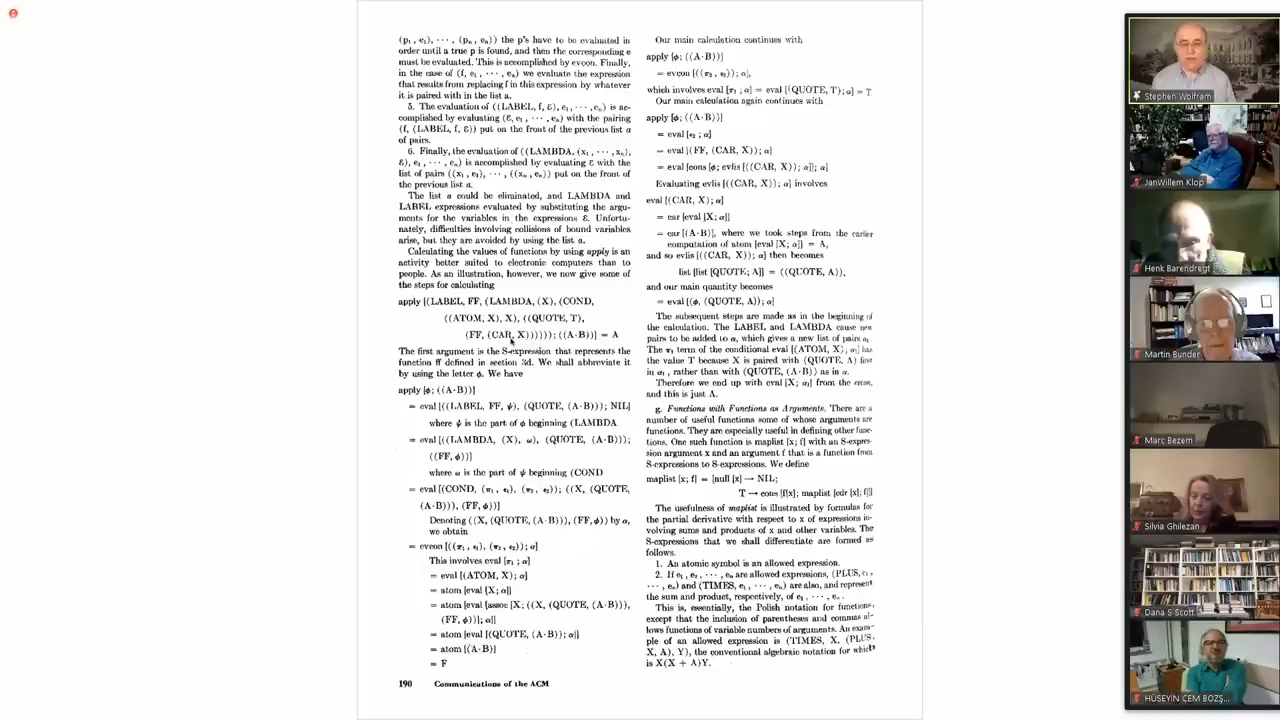 (p₁, e₁), ···, (pₙ, eₙ) the p's have to be evaluated in
order until a true p is found, and then the corresponding e
must be evaluated. This is accomplished by evcon. Finally,
in the case of (f, e₁, ···, eₙ) we evaluate the expression
that results from replacing f in this expression by whatever
it is paired with in the list a.
5. The evaluation of ((LABEL, f, ε), e₁, ···, eₙ) is ac-
complished by evaluating (ε, e₁, ···, eₙ) with the pairing
(f, (LABEL, f, ε)) put on the front of the previous list a
of pairs.
6. Finally, the evaluation of ((LAMBDA, (x₁, ···, xₙ),
ε), e₁, ···, eₙ) is accomplished by evaluating ε with the
list of pairs ((x₁, e₁), ···, ((xₙ, eₙ)) put on the front of
the previous list a.
The list a could be eliminated, and LAMBDA and
LABEL expressions evaluated by substituting the argu-
ments for the variables in the expressions ε. Unfortu-
nately, difficulties involving collisions of bound variables
arise, but they are avoided by using the list a.
Calculating the values of functions by using apply is an
activity better suited to electronic computers than to
people. As an illustration, however, we now give some of
the steps for calculating
apply [(LABEL, FF, (LAMBDA, (X), (COND,
((ATOM, X), X), ((QUOTE, T),
(FF, (CAR, X)))))); ((A·B))] = A
The first argument is the S-expression that represents the
function ff defined in section 3d. We shall abbreviate it
by using the letter φ. We have
apply [φ; ((A·B))]
= eval [((LABEL, FF, ψ), (QUOTE, (A·B))); NIL]
where ψ is the part of φ beginning (LAMBDA
= eval [((LAMBDA, (X), ω), (QUOTE, (A·B)));
((FF, φ))]
where ω is the part of ψ beginning (COND
= eval [(COND, (π₁, ε₁), (π₂, ε₂)); ((X, (QUOTE,
(A·B))), (FF, φ))]
Denoting ((X, (QUOTE, (A·B))), (FF, φ)) by α,
we obtain
= evcon [((π₁, ε₁), (π₂, ε₂)); α]
This involves eval [π₁; α]
= eval [(ATOM, X); α]
= atom [eval [X; α]]
= atom [eval [assoc [X; ((X, (QUOTE, (A·B))),
(FF, φ))]; α]]
= atom [eval [(QUOTE, (A·B)); α]]
= atom [(A·B)]
= F
190 Communications of the ACM
Our main calculation continues with
apply [φ; ((A·B))]
= evcon [((π₂, ε₂)); α],
which involves eval [π₂; α] = eval [(QUOTE, T); α] = T
Our main calculation again continues with
apply [φ; ((A·B))]
= eval [ε₂; α]
= eval [(FF, (CAR, X)); α]
= eval [cons [φ; evlis [((CAR, X)); α]]; α]
Evaluating evlis [((CAR, X)); α] involves
eval [(CAR, X); α]
= car [eval [X; α]]
= car [(A·B)], where we took steps from the earlier
computation of atom [eval [X; α]] = A,
and so evlis [((CAR, X)); α] then becomes
list [list [QUOTE; A]] = ((QUOTE, A)),
and our main quantity becomes
= eval [(φ, (QUOTE, A)); α]
The subsequent steps are made as in the beginning of
the calculation. The LABEL and LAMBDA cause new
pairs to be added to α, which gives a new list of pairs α₁.
The π₁ term of the conditional eval [(ATOM, X); α₁] has
the value T because X is paired with (QUOTE, A) first
in α₁, rather than with (QUOTE, (A·B)) as in α.
Therefore we end up with eval [X; α₁] from the evcon,
and this is just A.
g. Functions with Functions as Arguments. There are a
number of useful functions some of whose arguments are
functions. They are especially useful in defining other func-
tions. One such function is maplist [x; f] with an S-expres-
sion argument x and an argument f that is a function from
S-expressions to S-expressions. We define
maplist [x; f] = [null [x] → NIL;
T → cons [f[x]; maplist [cdr [x]; f]]]
The usefulness of maplist is illustrated by formulas for
the partial derivative with respect to x of expressions in-
volving sums and products of x and other variables. The
S-expressions that we shall differentiate are formed as
follows.
1. An atomic symbol is an allowed expression.
2. If e₁, e₂, ···, eₙ are allowed expressions, (PLUS, e₁,
···, eₙ) and (TIMES, e₁, ···, eₙ) are also, and represent
the sum and product, respectively, of e₁, ···, eₙ.
This is, essentially, the Polish notation for functions,
except that the inclusion of parentheses and commas al-
lows functions of variable numbers of arguments. An exam-
ple of an allowed expression is (TIMES, X, (PLUS,
X, A), Y), the conventional algebraic notation for which
is X(X + A)Y.
Stephen Wolfram
JanWillem Klop
Henk Barendregt
Martin Bunder
Marc Bezem
Silvia Ghilezan
Dana S Scott
HÜSEYİN CEM BOZŞ...